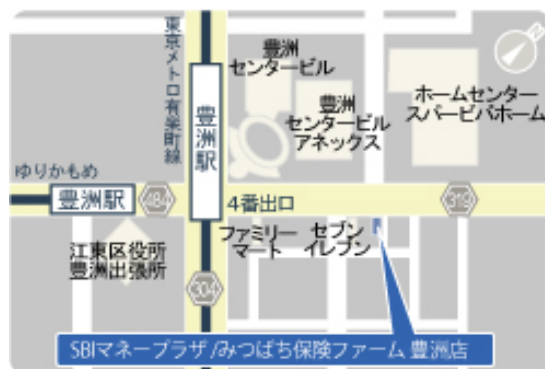 東京メトロ有楽町線
豊洲
センタービル
豊洲
センタービル
アネックス
ホームセンター
スパービバホーム
豊洲駅
ゆりかもめ
豊洲駅
484
4番出口
319
ファミリー
マート
セブン
イレブン
江東区役所
豊洲出張所
304
SBIマネープラザ/みつばち保険ファーム 豊洲店